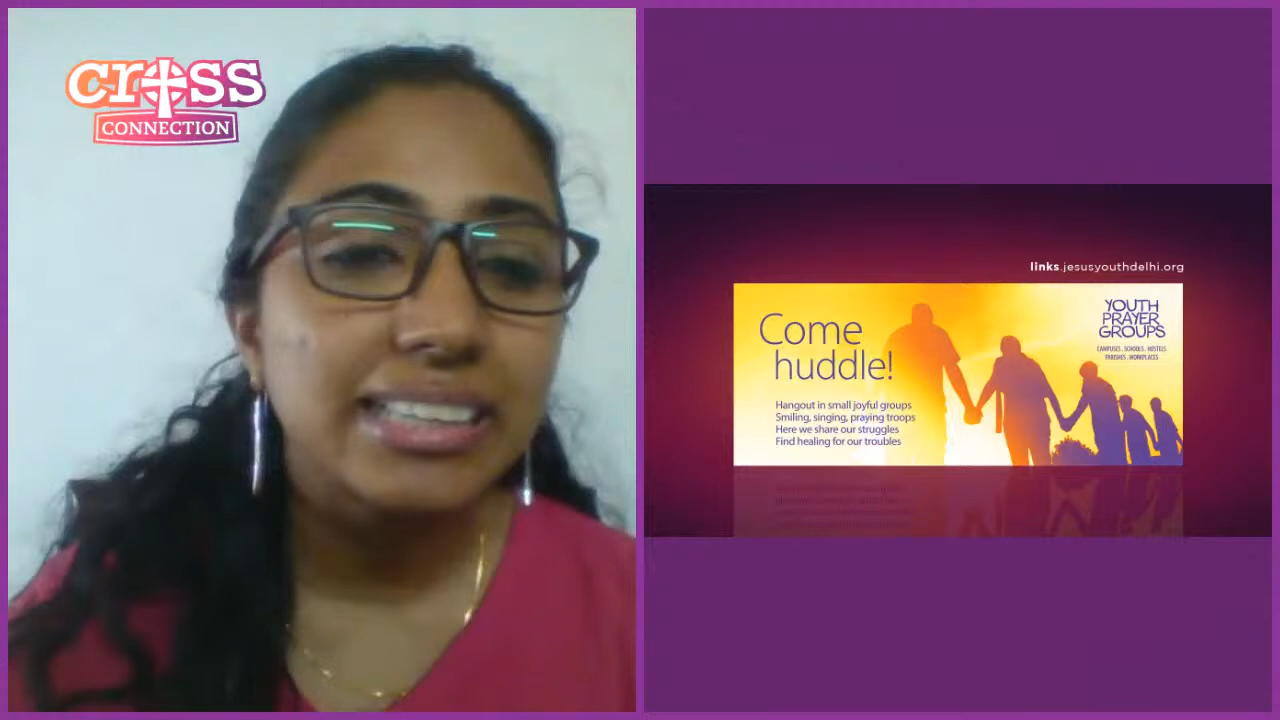 cross
CONNECTION
links.jesusyouthdelhi.org
Come
huddle!
YOUTH
PRAYER
GROUPS
CAMPUSES . SCHOOLS . HOSTELS
PARISHES . WORKPLACES
Hangout in small joyful groups
Smiling, singing, praying troops
Here we share our struggles
Find healing for our troubles